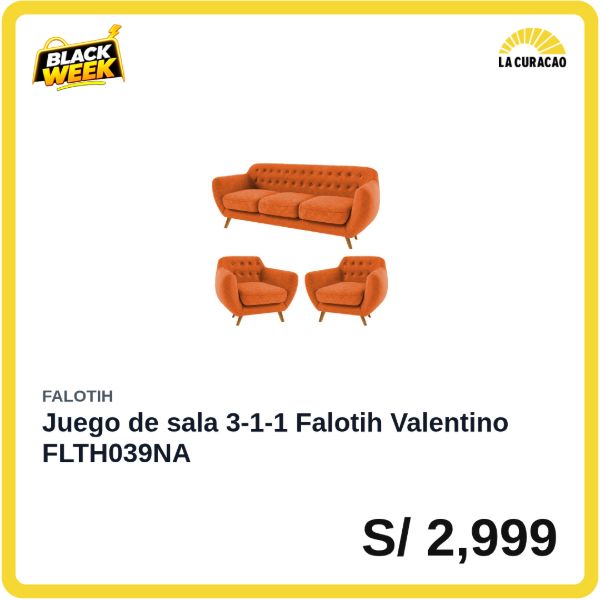 BLACK
WEEK
LA CURACAO
FALOTIH
Juego de sala 3-1-1 Falotih Valentino
FLTH039NA
S/ 2,999